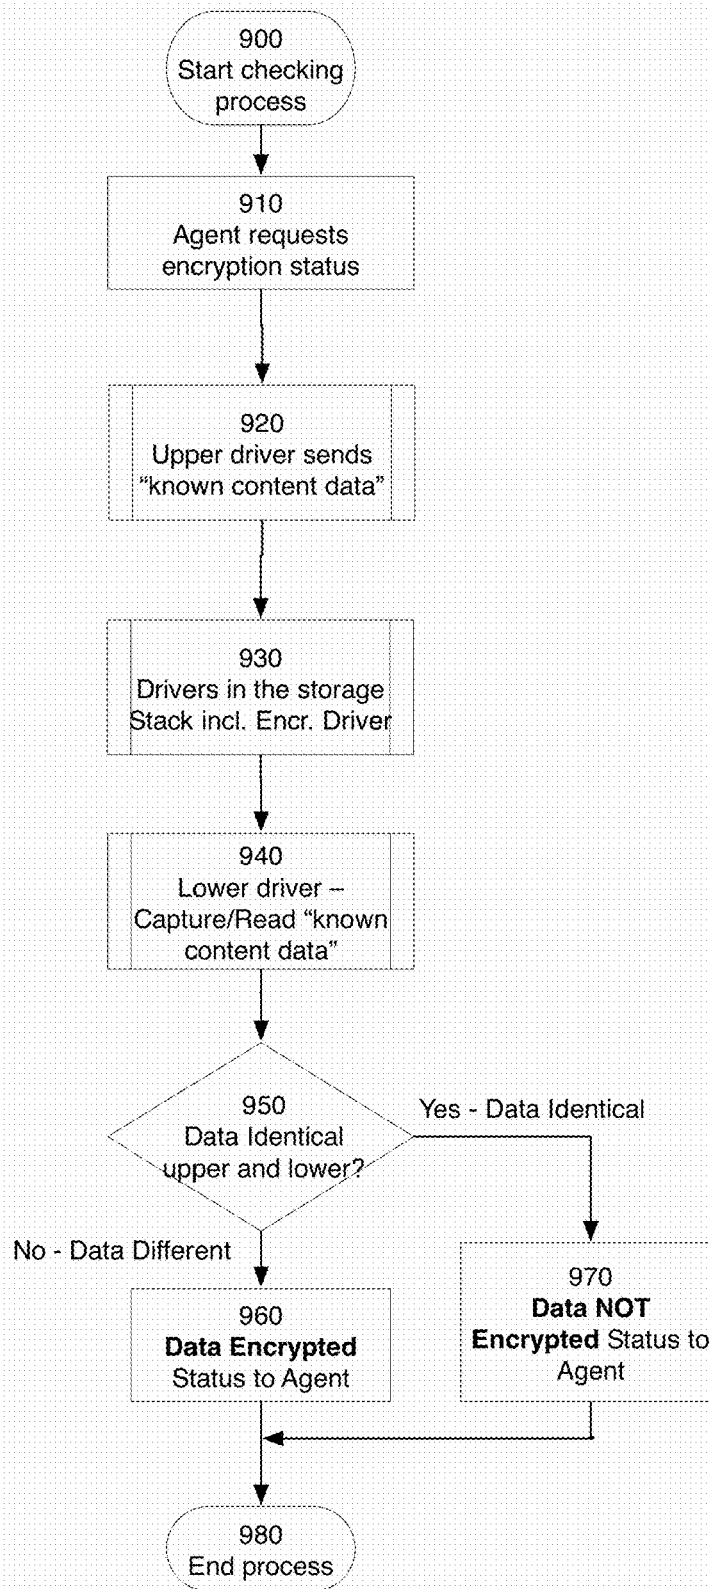 900
Start checking
process
910
Agent requests
encryption status
920
Upper driver sends
“known content data”
930
Drivers in the storage
Stack incl. Encr. Driver
940
Lower driver –
Capture/Read “known
content data”
950
Data Identical
upper and lower?
Yes - Data Identical
No - Data Different
960
Data Encrypted
Status to Agent
970
Data NOT
Encrypted Status to
Agent
980
End process